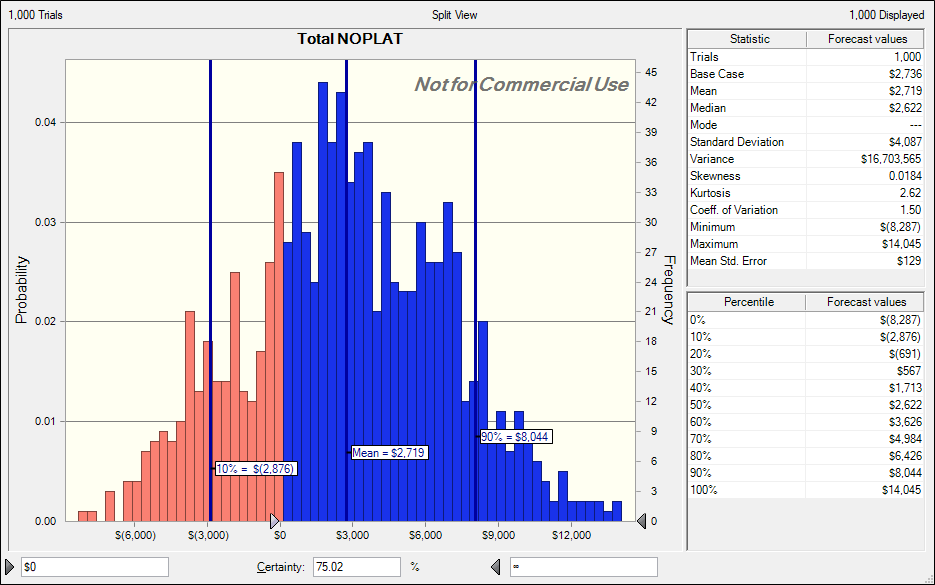 1,000 Trials Split View 1,000 Displayed
Total NOPLAT
Not for Commercial Use
Probability
0.04
0.03
0.02
0.01
0.00
45
42
39
36
33
30
27
24
21
18
15
12
9
6
3
0
Frequency
10% = $(2,876)
Mean = $2,719
90% = $8,044
$(6,000) $(3,000) $0 $3,000 $6,000 $9,000 $12,000
Statistic Forecast values
Trials 1,000
Base Case $2,736
Mean $2,719
Median $2,622
Mode ---
Standard Deviation $4,087
Variance $16,703,565
Skewness 0.0184
Kurtosis 2.62
Coeff. of Variation 1.50
Minimum $(8,287)
Maximum $14,045
Mean Std. Error $129
Percentile Forecast values
0% $(8,287)
10% $(2,876)
20% $(691)
30% $567
40% $1,713
50% $2,622
60% $3,626
70% $4,984
80% $6,426
90% $8,044
100% $14,045
$0 Certainty: 75.02 % ∞